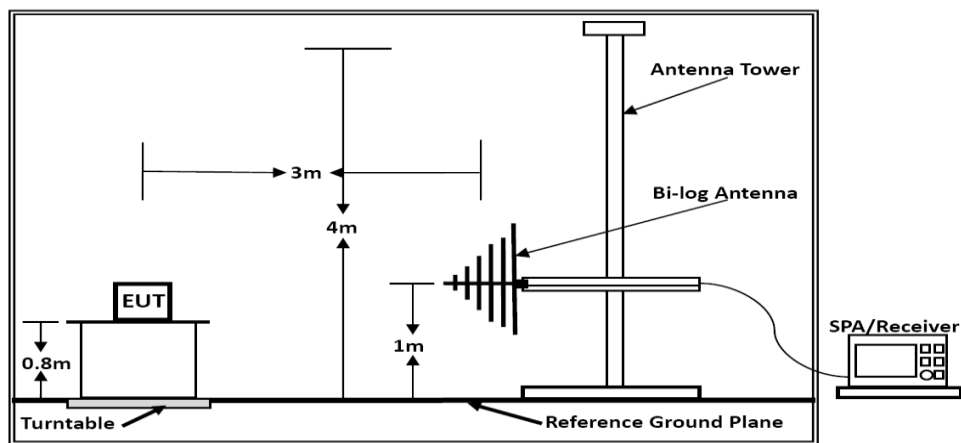 Antenna Tower
3m
Bi-log Antenna
4m
EUT
SPA/Receiver
1m
0.8m
Turntable
Reference Ground Plane